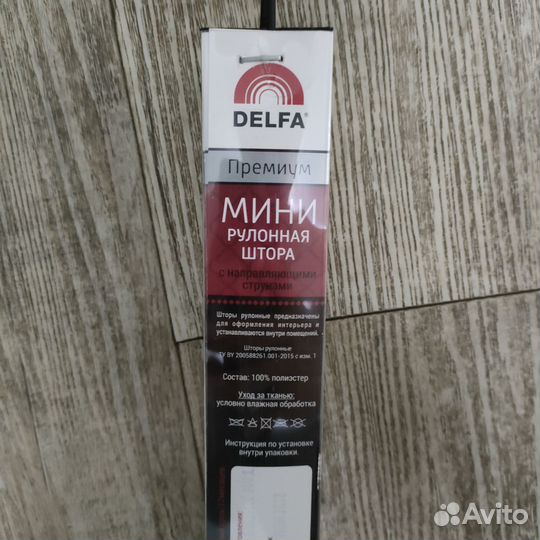 DELFA®
Премиум
МИНИ
РУЛОННАЯ
ШТОРА
с направляющими
струнами
Шторы рулонные предназначены
для оформления интерьера и
устанавливаются внутри помещений.
Шторы рулонные
ТУ BY 200588261.001-2015 с изм. 1
Состав: 100% полиэстер
Уход за тканью:
условно влажная обработка
Инструкция по установке
внутри упаковки.
Avito